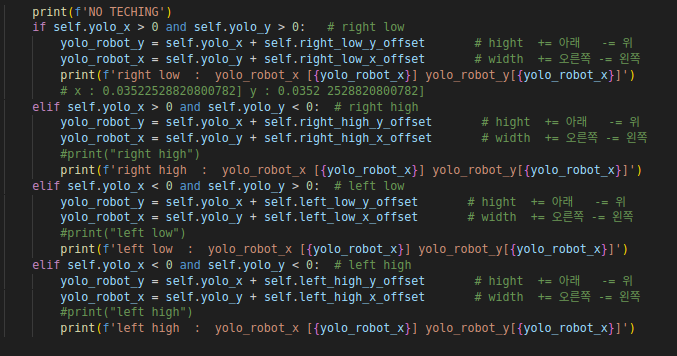 print(f'NO TECHING')
if self.yolo_x > 0 and self.yolo_y > 0:   # right low
    yolo_robot_y = self.yolo_x + self.right_low_y_offset       # hight  += 아래   -= 위
    yolo_robot_x = self.yolo_y + self.right_low_x_offset       # width  += 오른쪽 -= 왼쪽
    print(f'right low  :  yolo_robot_x [{yolo_robot_x}] yolo_robot_y[{yolo_robot_x}]')
    # x : 0.03522528820800782] y : 0.0352 2528820800782]
elif self.yolo_x > 0 and self.yolo_y < 0:  # right high
    yolo_robot_y = self.yolo_x + self.right_high_y_offset       # hight  += 아래   -= 위
    yolo_robot_x = self.yolo_y + self.right_high_x_offset       # width  += 오른쪽 -= 왼쪽
    #print("right high")
    print(f'right high  :  yolo_robot_x [{yolo_robot_x}] yolo_robot_y[{yolo_robot_x}]')
elif self.yolo_x < 0 and self.yolo_y > 0:  # left low
    yolo_robot_y = self.yolo_x + self.left_low_y_offset       # hight  += 아래   -= 위
    yolo_robot_x = self.yolo_y + self.left_low_x_offset       # width  += 오른쪽 -= 왼쪽
    #print("left low")
    print(f'left low  :  yolo_robot_x [{yolo_robot_x}] yolo_robot_y[{yolo_robot_x}]')
elif self.yolo_x < 0 and self.yolo_y < 0:  # left high
    yolo_robot_y = self.yolo_x + self.left_high_y_offset       # hight  += 아래   -= 위
    yolo_robot_x = self.yolo_y + self.left_high_x_offset       # width  += 오른쪽 -= 왼쪽
    #print("left high")
    print(f'left high  :  yolo_robot_x [{yolo_robot_x}] yolo_robot_y[{yolo_robot_x}]')